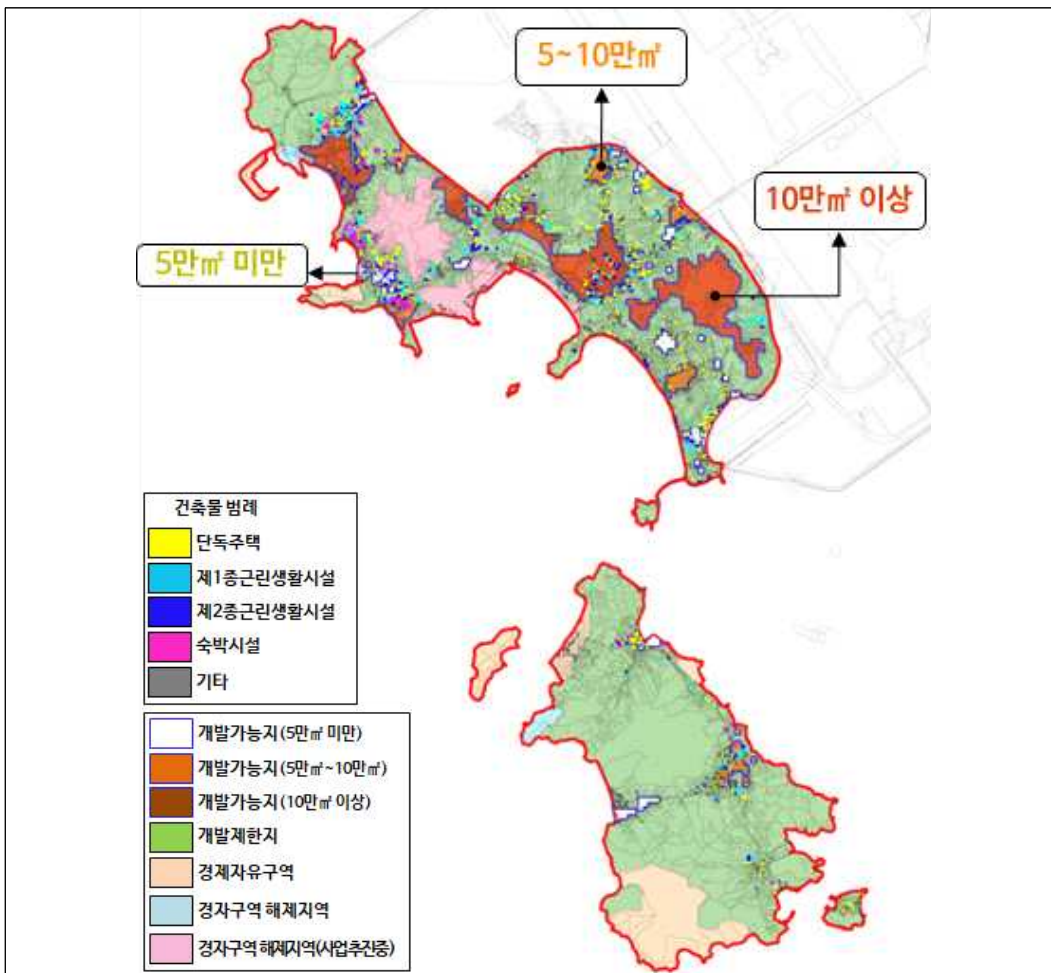 5~10만㎡
10만㎡ 이상
5만㎡ 미만
건축물 범례
단독주택
제1종근린생활시설
제2종근린생활시설
숙박시설
기타
개발가능지(5만㎡ 미만)
개발가능지(5만㎡~10만㎡)
개발가능지(10만㎡ 이상)
개발제한지
경제자유구역
경자구역 해제지역
경자구역 해제지역(사업추진중)